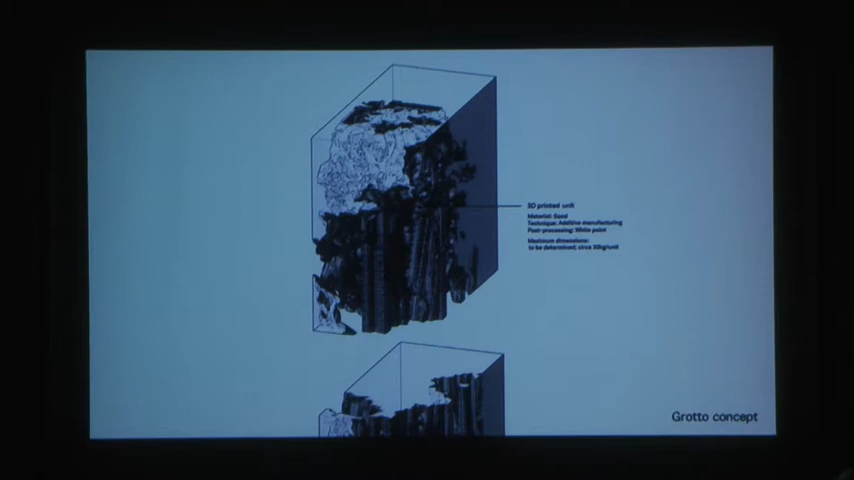 3D printed unit
Material: Sand
Technique: Additive manufacturing
Post-processing: White paint
Maximum dimensions:
to be determined; circa 30kg/unit
Grotto concept